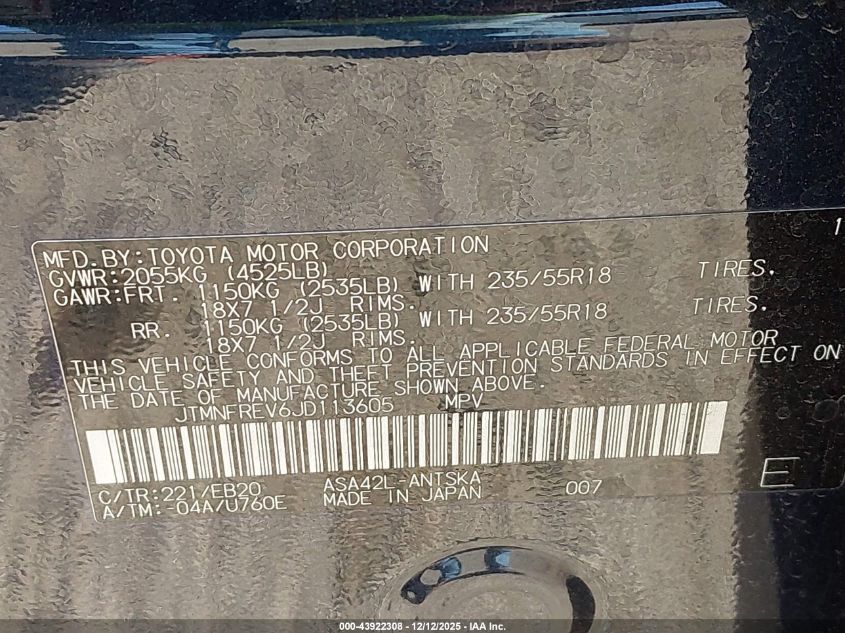 1
MFD.BY:TOYOTA MOTOR CORPORATION
GVWR:2055KG (4525LB)
GAWR:FRT. 1150KG (2535LB) WITH 235/55R18 TIRES.
18X7 1/2J RIMS.
RR. 1150KG (2535LB) WITH 235/55R18 TIRES.
18X7 1/2J RIMS.
THIS VEHICLE CONFORMS TO ALL APPLICABLE FEDERAL MOTOR
VEHICLE SAFETY AND THEFT PREVENTION STANDARDS IN EFFECT ON
THE DATE OF MANUFACTURE SHOWN ABOVE.
JTMNFREV6JD113605 MPV
C/TR:221/EB20 ASA42L-ANTSKA 007 E
A/TM:-04A/U760E MADE IN JAPAN
000-43922308 - 12/12/2025 - IAA Inc.